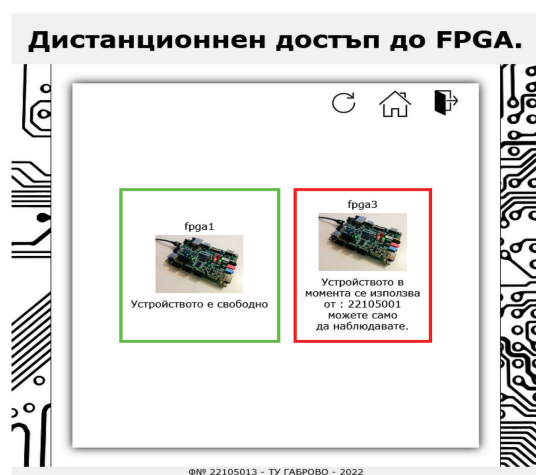 Дистанционнен достъп до FPGA.
fpga1
Устройството е свободно
fpga3
Устройството в
момента се използва
от : 22105001
можете само
да наблюдавате.
ФN° 22105013 - ТУ ГАБРОВО - 2022